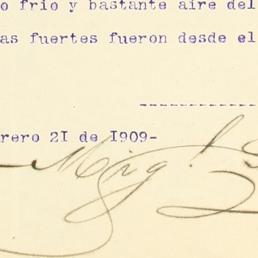 o frio y bastante aire del
as fuertes fueron desde el
------------
rero 21 de 1909-